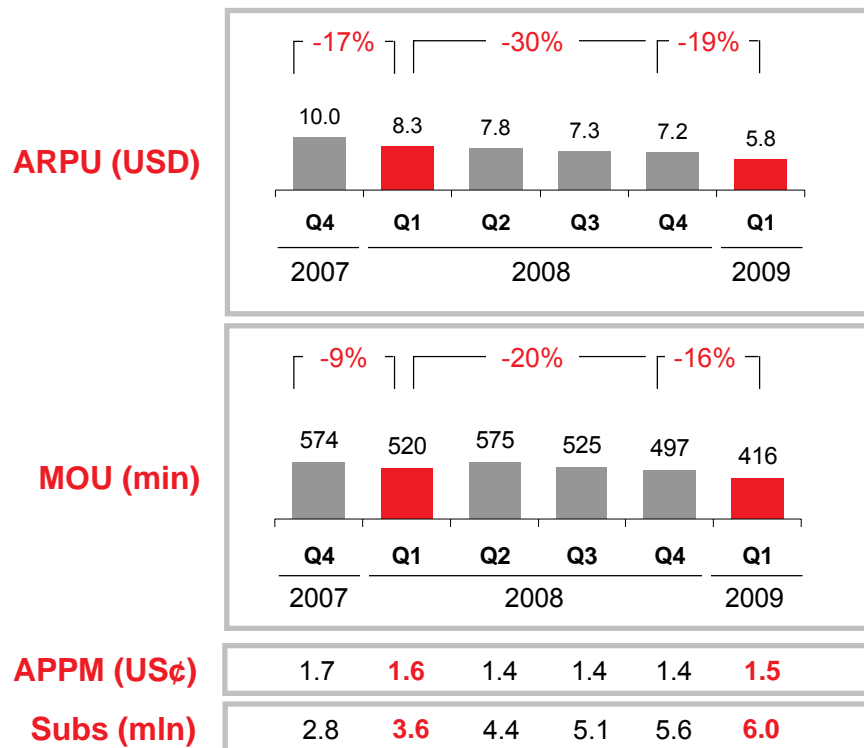 -17% -30% -19%
10.0 8.3 7.8 7.3 7.2 5.8
ARPU (USD)
Q4 Q1 Q2 Q3 Q4 Q1
2007 2008 2009
-9% -20% -16%
574 520 575 525 497 416
MOU (min)
Q4 Q1 Q2 Q3 Q4 Q1
2007 2008 2009
APPM (US¢) 1.7 1.6 1.4 1.4 1.4 1.5
Subs (mln) 2.8 3.6 4.4 5.1 5.6 6.0